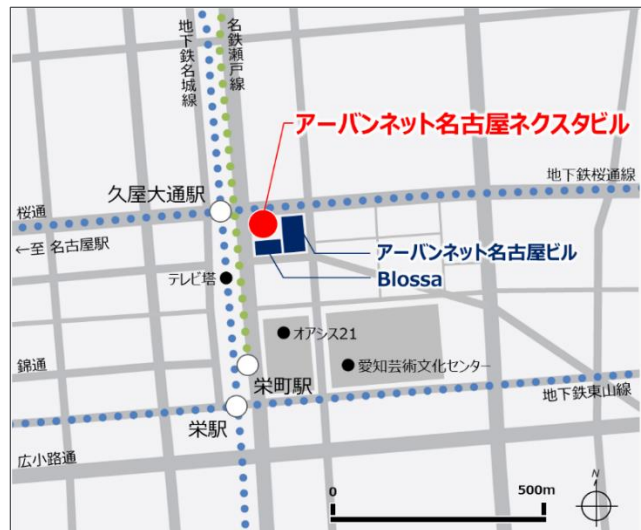 地下鉄名城線
名鉄瀬戸線
アーバンネット名古屋ネクスタビル
地下鉄桜通線
久屋大通駅
桜通
←至 名古屋駅
アーバンネット名古屋ビル
Blossa
テレビ塔
オアシス21
愛知芸術文化センター
錦通
栄町駅
地下鉄東山線
栄駅
広小路通
0
500m
N